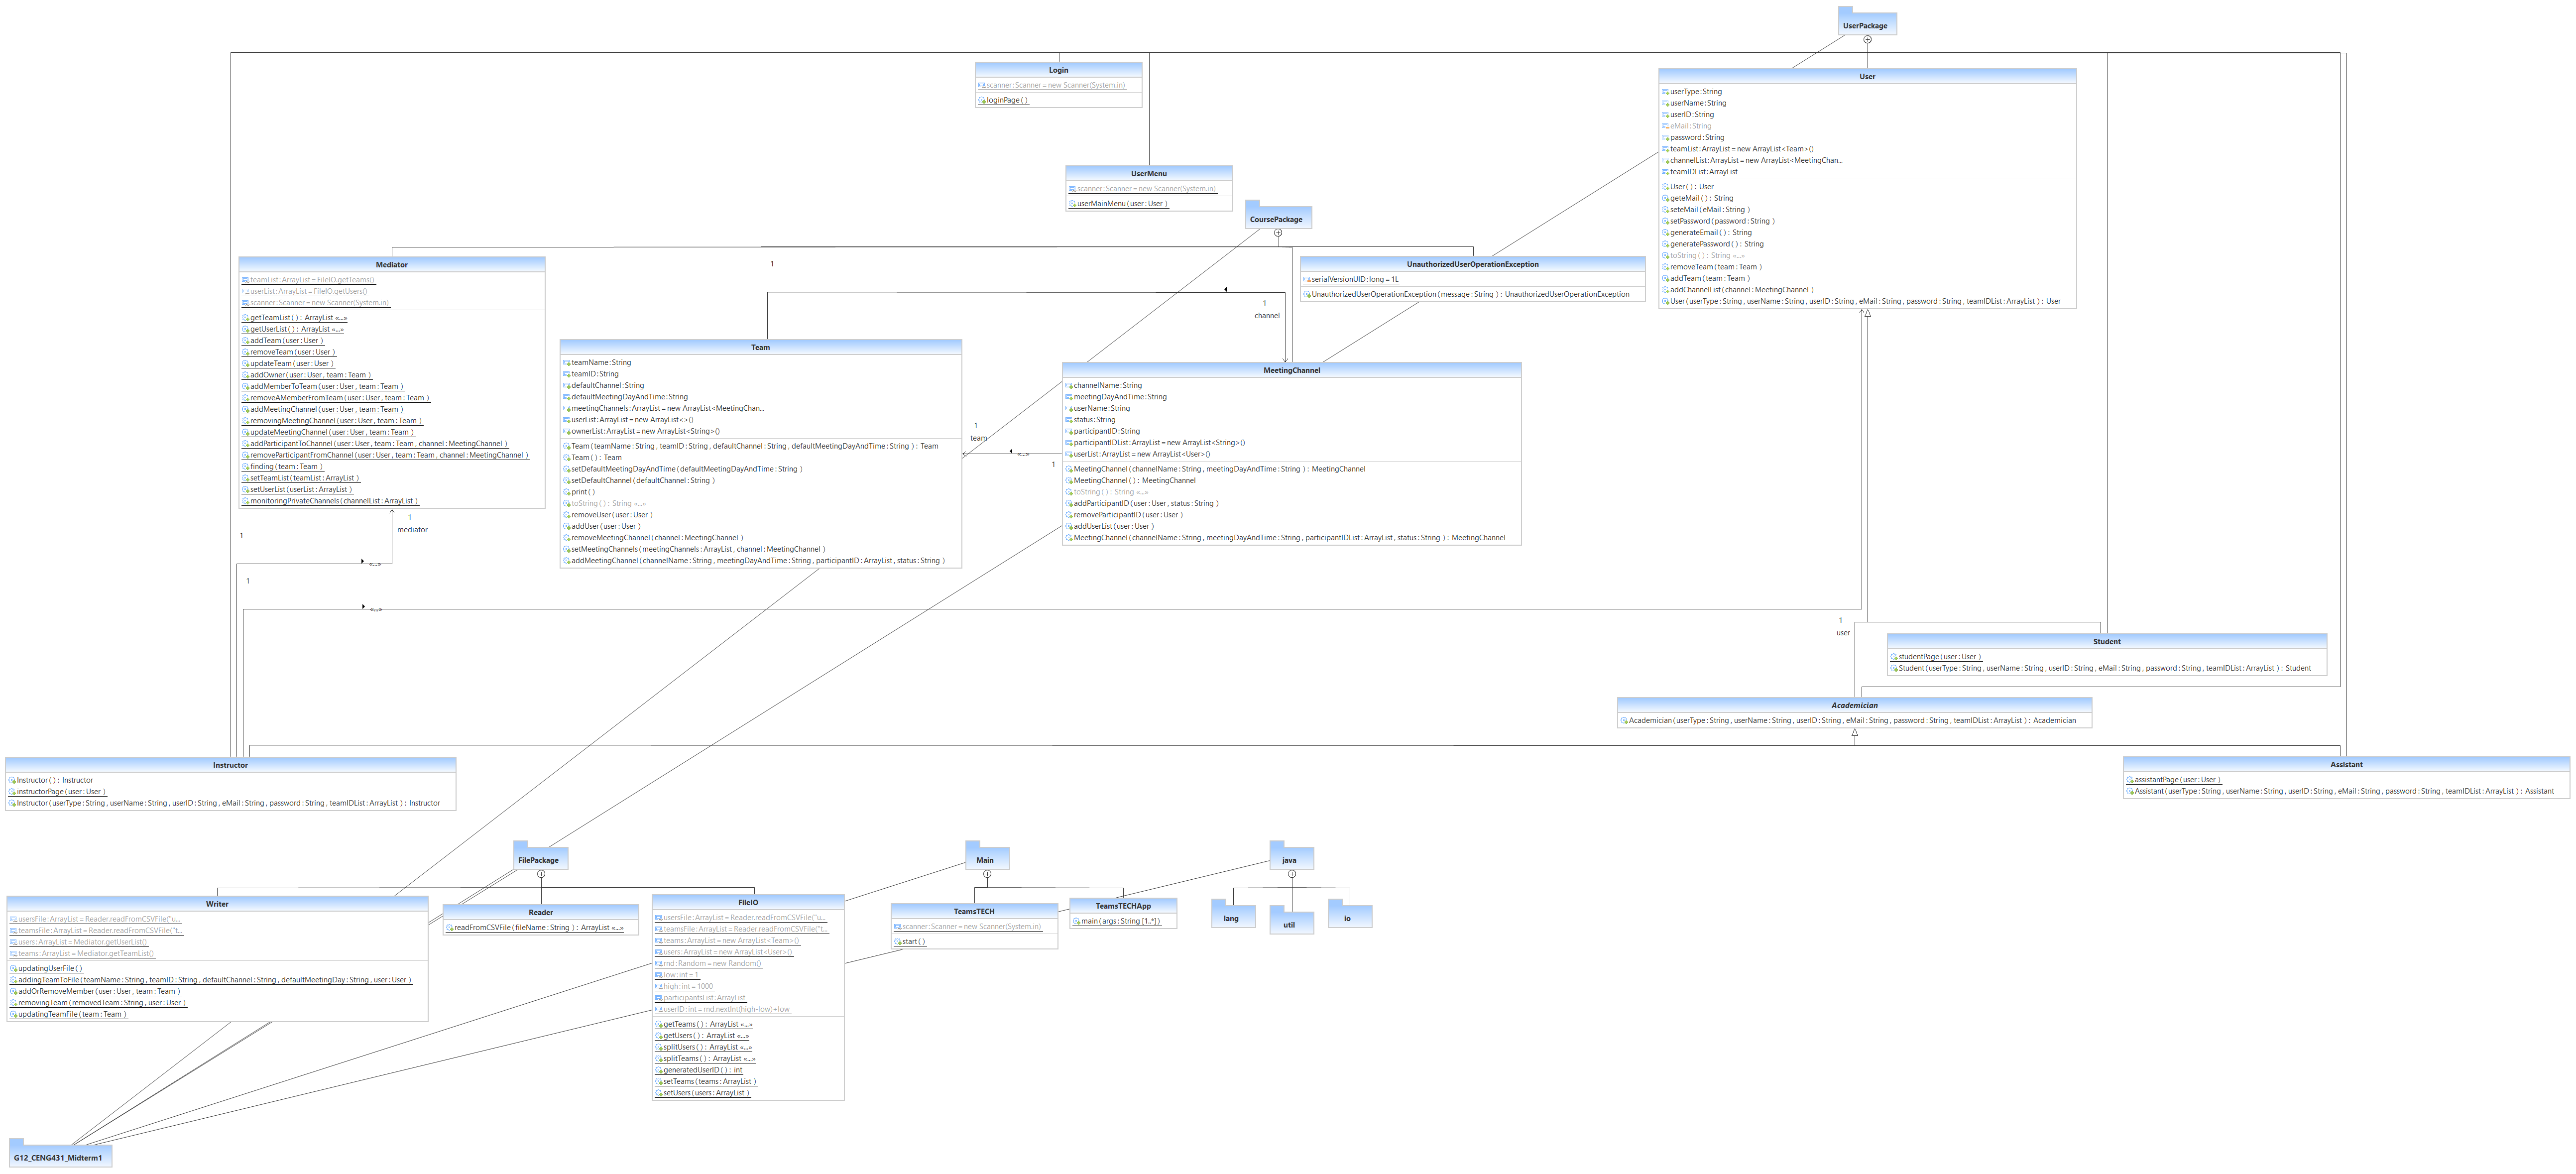 UserPackage
Login
scanner:Scanner = new Scanner(System.in)
loginPage ( )
User
userType:String
userName:String
userID:String
eMail:String
password:String
teamList:ArrayList = new ArrayList<Team>()
channelList:ArrayList = new ArrayList<MeetingChan...
teamIDList:ArrayList
User ( ) : User
geteMail ( ) : String
seteMail (eMail : String )
setPassword (password : String )
generateEmail ( ) : String
generatePassword ( ) : String
toString ( ) : String «...»
removeTeam (team : Team )
addTeam (team : Team )
addChannelList (channel : MeetingChannel )
User (userType : String , userName : String , userID : String , eMail : String , password : String , teamIDList : ArrayList ) : User
UserMenu
scanner:Scanner = new Scanner(System.in)
userMainMenu (user : User )
CoursePackage
Mediator
teamList:ArrayList = FileIO.getTeams()
userList:ArrayList = FileIO.getUsers()
scanner:Scanner = new Scanner(System.in)
getTeamList ( ) : ArrayList «...»
getUserList ( ) : ArrayList «...»
addTeam (user : User )
removeTeam (user : User )
updateTeam (user : User )
addOwner (user : User , team : Team )
addMemberToTeam (user : User , team : Team )
removeAMemberFromTeam (user : User , team : Team )
addMeetingChannel (user : User , team : Team )
removingMeetingChannel (user : User , team : Team )
updateMeetingChannel (user : User , team : Team )
addParticipantToChannel (user : User , team : Team , channel : MeetingChannel )
removeParticipantFromChannel (user : User , team : Team , channel : MeetingChannel )
finding (team : Team )
setTeamList (teamList : ArrayList )
setUserList (userList : ArrayList )
monitoringPrivateChannels (channelList : ArrayList )
1
UnauthorizedUserOperationException
serialVersionUID:long = 1L
UnauthorizedUserOperationException (message : String ) : UnauthorizedUserOperationException
1
channel
Team
teamName:String
teamID:String
defaultChannel:String
defaultMeetingDayAndTime:String
meetingChannels:ArrayList = new ArrayList<MeetingChan...
userList:ArrayList = new ArrayList<>()
ownerList:ArrayList = new ArrayList<String>()
Team (teamName : String , teamID : String , defaultChannel : String , defaultMeetingDayAndTime : String ) : Team
Team ( ) : Team
setDefaultMeetingDayAndTime (defaultMeetingDayAndTime : String )
setDefaultChannel (defaultChannel : String )
print ( )
toString ( ) : String «...»
removeUser (user : User )
addUser (user : User )
removeMeetingChannel (channel : MeetingChannel )
setMeetingChannels (meetingChannels : ArrayList , channel : MeetingChannel )
addMeetingChannel (channelName : String , meetingDayAndTime : String , participantID : ArrayList , status : String )
MeetingChannel
channelName:String
meetingDayAndTime:String
userName:String
status:String
participantID:String
participantIDList:ArrayList = new ArrayList<String>()
userList:ArrayList = new ArrayList<User>()
MeetingChannel (channelName : String , meetingDayAndTime : String ) : MeetingChannel
MeetingChannel ( ) : MeetingChannel
toString ( ) : String «...»
addParticipantID (user : User , status : String )
removeParticipantID (user : User )
addUserList (user : User )
MeetingChannel (channelName : String , meetingDayAndTime : String , participantIDList : ArrayList , status : String ) : MeetingChannel
1
team
1
1
mediator
1
1
1
user
Student
studentPage (user : User )
Student (userType : String , userName : String , userID : String , eMail : String , password : String , teamIDList : ArrayList ) : Student
Academician
Academician (userType : String , userName : String , userID : String , eMail : String , password : String , teamIDList : ArrayList ) : Academician
Instructor
Instructor ( ) : Instructor
instructorPage (user : User )
Instructor (userType : String , userName : String , userID : String , eMail : String , password : String , teamIDList : ArrayList ) : Instructor
Assistant
assistantPage (user : User )
Assistant (userType : String , userName : String , userID : String , eMail : String , password : String , teamIDList : ArrayList ) : Assistant
FilePackage
Main
java
Writer
usersFile:ArrayList = Reader.readFromCSVFile("u...
teamsFile:ArrayList = Reader.readFromCSVFile("t...
users:ArrayList = Mediator.getUserList()
teams:ArrayList = Mediator.getTeamList()
updatingUserFile ( )
addingTeamToFile (teamName : String , teamID : String , defaultChannel : String , defaultMeetingDay : String , user : User )
addOrRemoveMember (user : User , team : Team )
removingTeam (removedTeam : String , user : User )
updatingTeamFile (team : Team )
Reader
readFromCSVFile (fileName : String ) : ArrayList «...»
FileIO
usersFile:ArrayList = Reader.readFromCSVFile("u...
teamsFile:ArrayList = Reader.readFromCSVFile("t...
teams:ArrayList = new ArrayList<Team>()
users:ArrayList = new ArrayList<User>()
rnd:Random = new Random()
low:int = 1
high:int = 1000
participantsList:ArrayList
userID:int = rnd.nextInt(high-low)+low
getTeams ( ) : ArrayList «...»
getUsers ( ) : ArrayList «...»
splitUsers ( ) : ArrayList «...»
splitTeams ( ) : ArrayList «...»
generatedUserID ( ) : int
setTeams (teams : ArrayList )
setUsers (users : ArrayList )
TeamsTECH
scanner:Scanner = new Scanner(System.in)
start ( )
TeamsTECHApp
main (args : String [1..*] )
lang
util
io
G12_CENG431_Midterm1